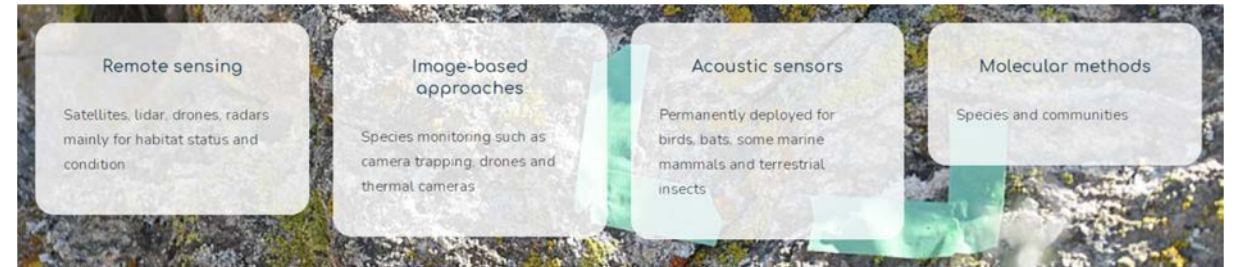 Remote sensing
Satellites, lidar, drones, radars
mainly for habitat status and
condition
Image-based
approaches
Species monitoring such as
camera trapping, drones and
thermal cameras
Acoustic sensors
Permanently deployed for
birds, bats, some marine
mammals and terrestrial
insects
Molecular methods
Species and communities